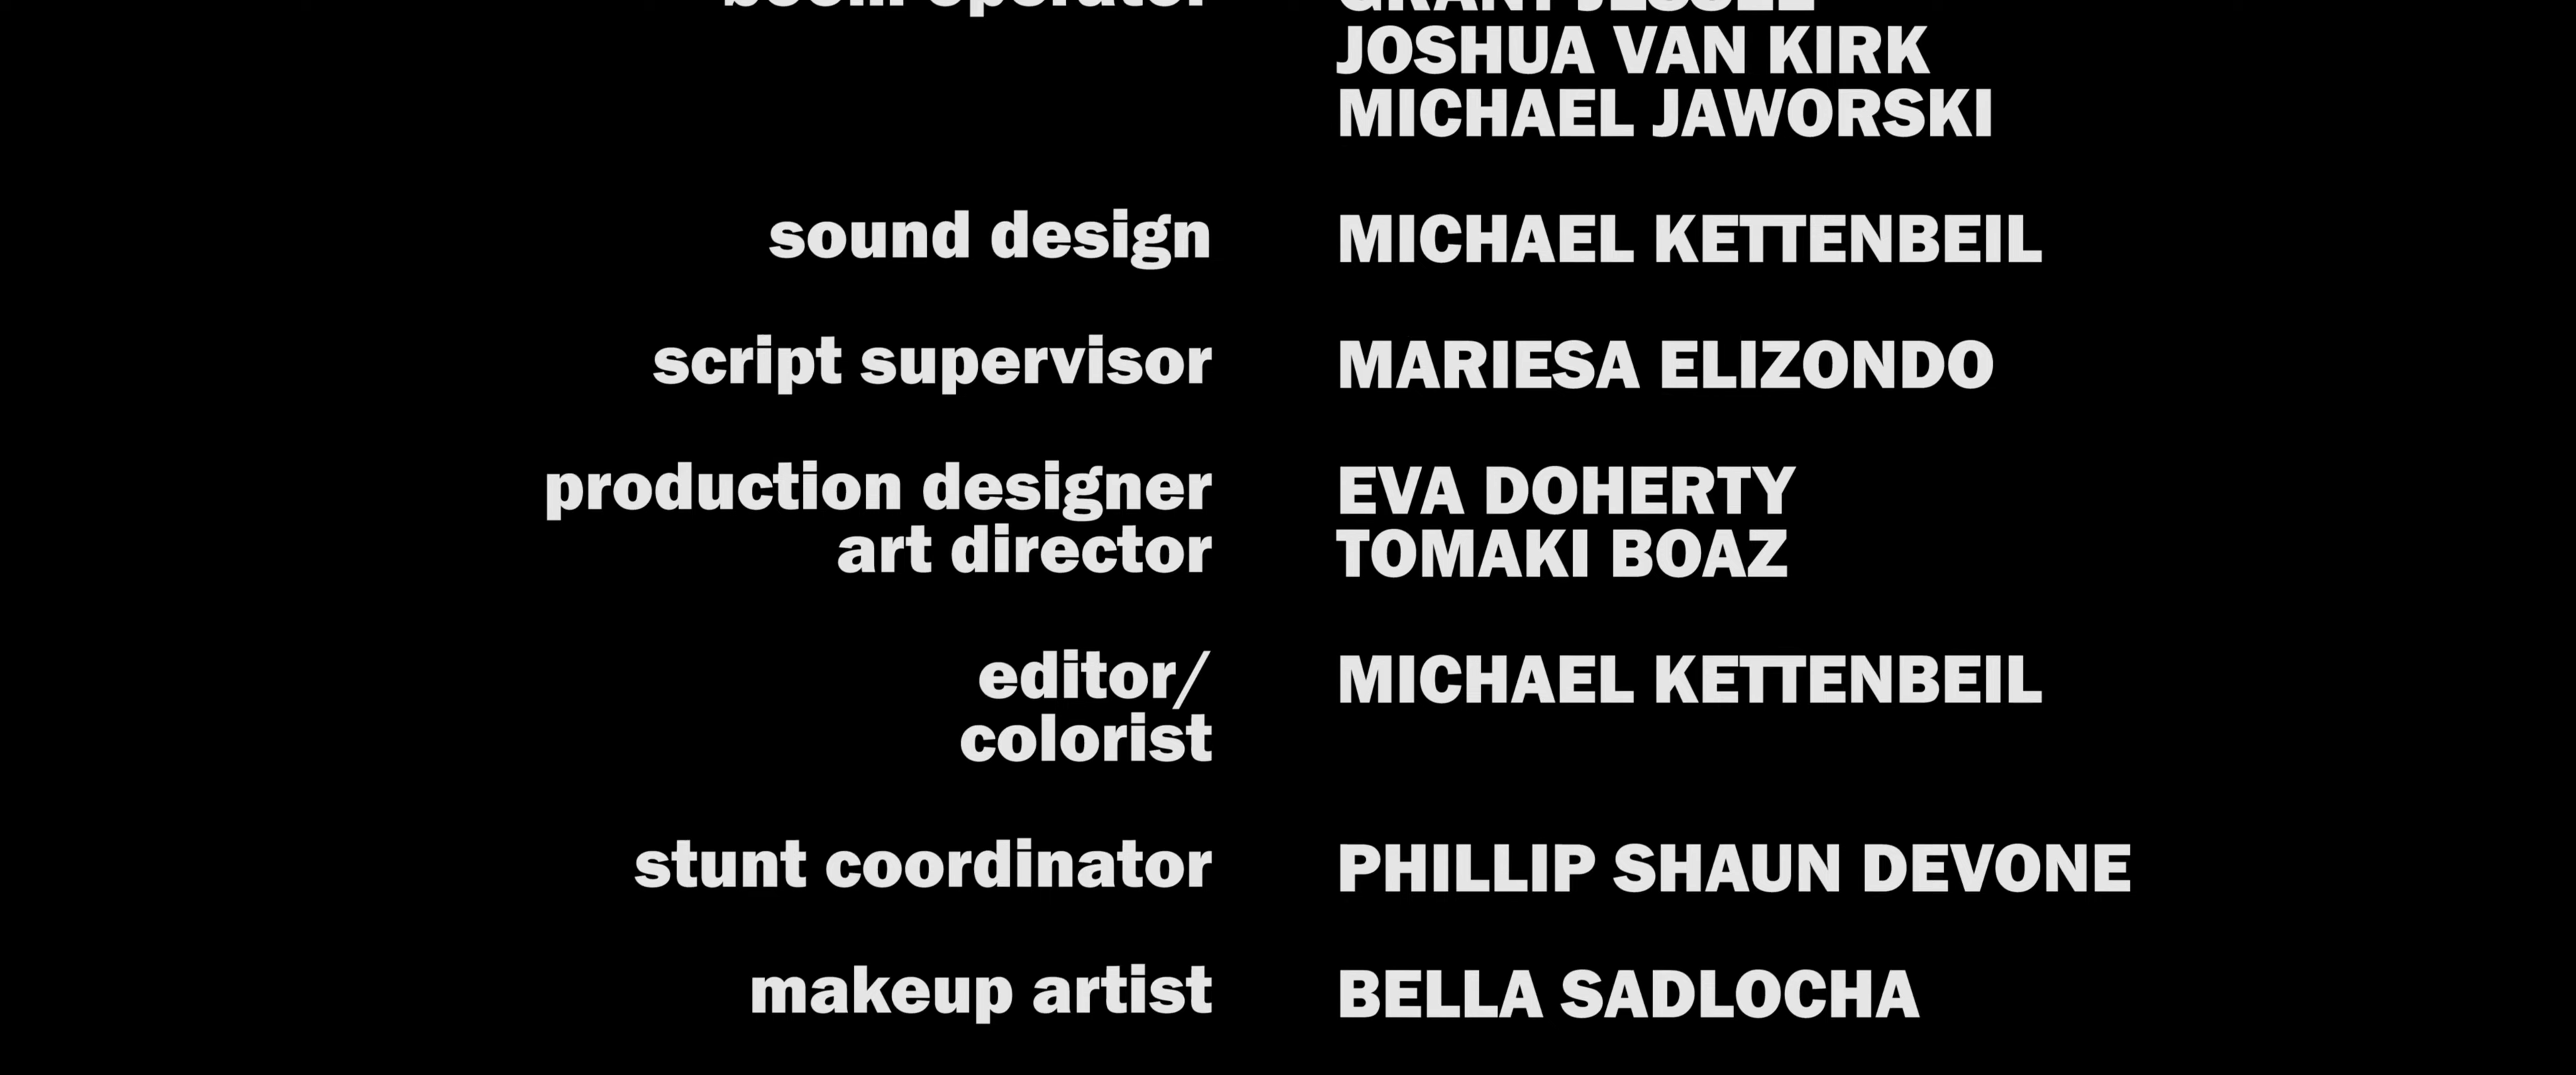 boom operator GRANT JESSEE
JOSHUA VAN KIRK
MICHAEL JAWORSKI
sound design MICHAEL KETTENBEIL
script supervisor MARIESA ELIZONDO
production designer EVA DOHERTY
art director TOMAKI BOAZ
editor/ MICHAEL KETTENBEIL
colorist
stunt coordinator PHILLIP SHAUN DEVONE
makeup artist BELLA SADLOCHA